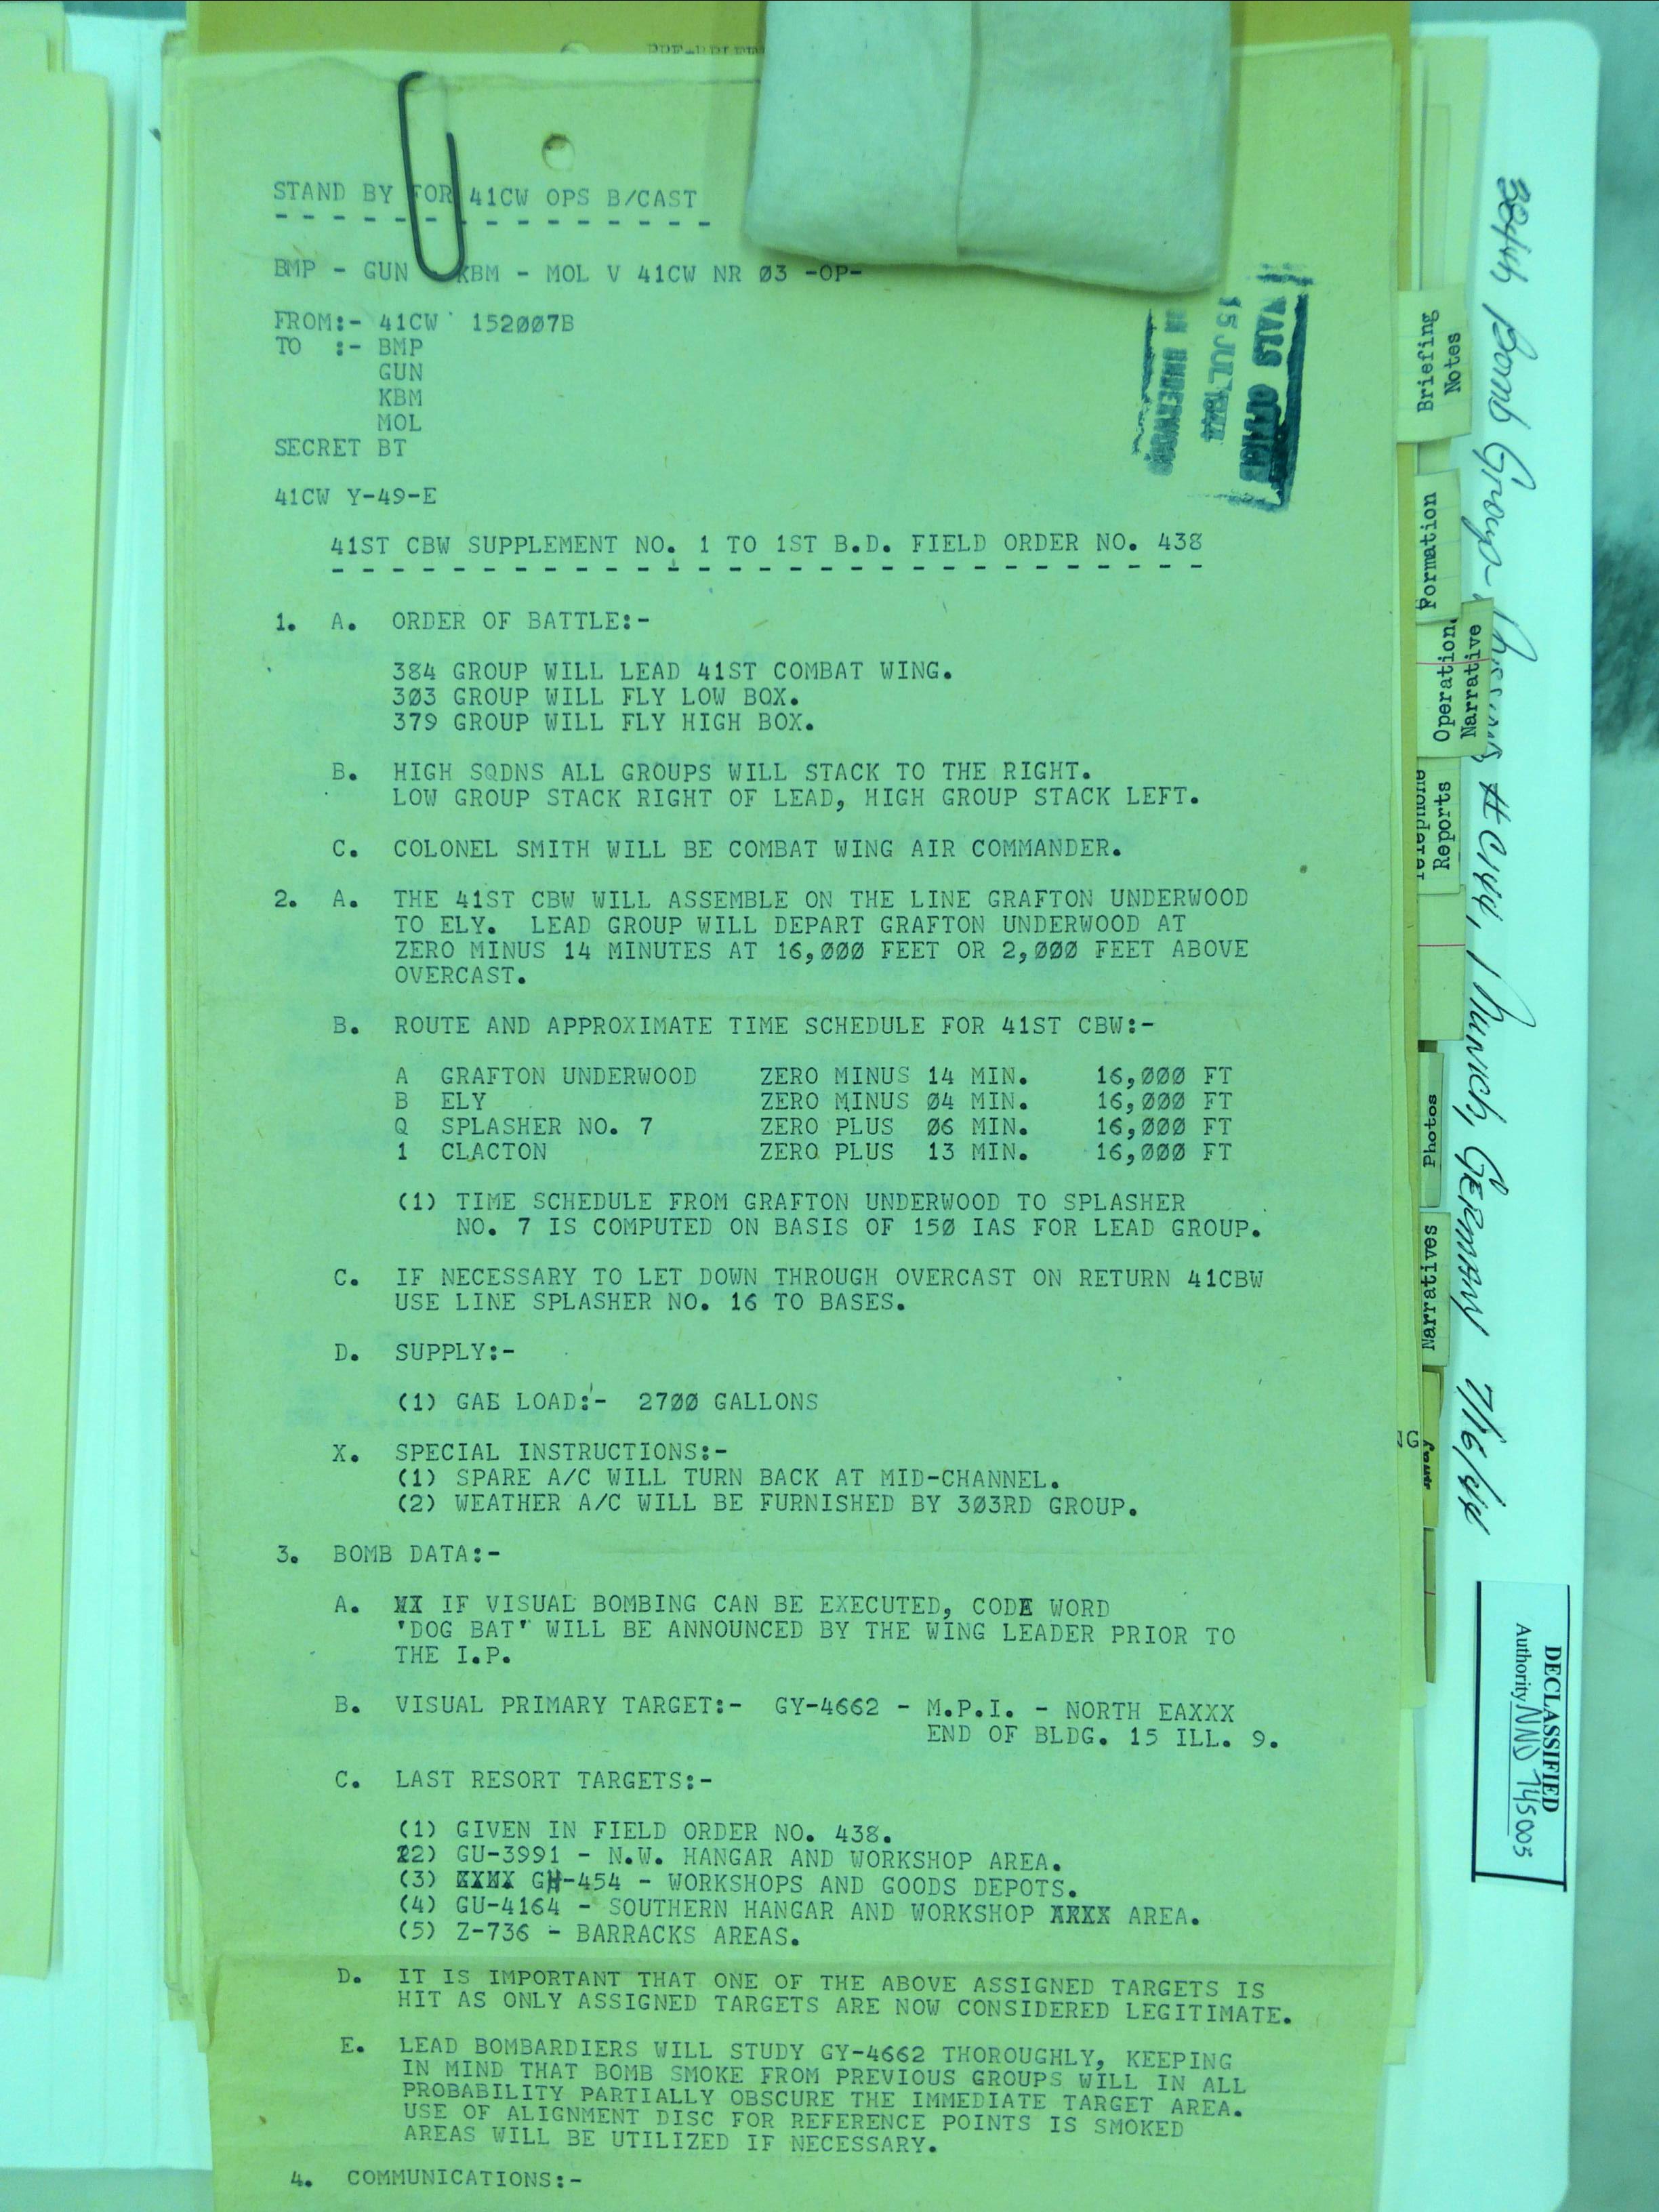 STAND BY FOR 41CW OPS B/CAST
- - - - - - - - - - - - - - - - -
BMP - GUN - KBM - MOL V 41CW NR Ø3 -OP-
FROM:- 41CW 152ØØ7B
TO :- BMP
GUN
KBM
MOL
SECRET BT
41CW Y-49-E
15 JUL 1944
41ST CBW SUPPLEMENT NO. 1 TO 1ST B.D. FIELD ORDER NO. 438
- - - - - - - - - - - - - - - - - - - - - - - - - - - - -
1. A. ORDER OF BATTLE:-
384 GROUP WILL LEAD 41ST COMBAT WING.
3Ø3 GROUP WILL FLY LOW BOX.
379 GROUP WILL FLY HIGH BOX.
B. HIGH SQDNS ALL GROUPS WILL STACK TO THE RIGHT.
LOW GROUP STACK RIGHT OF LEAD, HIGH GROUP STACK LEFT.
C. COLONEL SMITH WILL BE COMBAT WING AIR COMMANDER.
2. A. THE 41ST CBW WILL ASSEMBLE ON THE LINE GRAFTON UNDERWOOD
TO ELY. LEAD GROUP WILL DEPART GRAFTON UNDERWOOD AT
ZERO MINUS 14 MINUTES AT 16,ØØØ FEET OR 2,ØØØ FEET ABOVE
OVERCAST.
B. ROUTE AND APPROXIMATE TIME SCHEDULE FOR 41ST CBW:-
A GRAFTON UNDERWOOD ZERO MINUS 14 MIN. 16,ØØØ FT
B ELY ZERO MINUS Ø4 MIN. 16,ØØØ FT
Q SPLASHER NO. 7 ZERO PLUS Ø6 MIN. 16,ØØØ FT
1 CLACTON ZERO PLUS 13 MIN. 16,ØØØ FT
(1) TIME SCHEDULE FROM GRAFTON UNDERWOOD TO SPLASHER
NO. 7 IS COMPUTED ON BASIS OF 15Ø IAS FOR LEAD GROUP.
C. IF NECESSARY TO LET DOWN THROUGH OVERCAST ON RETURN 41CBW
USE LINE SPLASHER NO. 16 TO BASES.
D. SUPPLY:-
(1) GAE LOAD:- 27ØØ GALLONS
X. SPECIAL INSTRUCTIONS:-
(1) SPARE A/C WILL TURN BACK AT MID-CHANNEL.
(2) WEATHER A/C WILL BE FURNISHED BY 3Ø3RD GROUP.
3. BOMB DATA:-
A. IF VISUAL BOMBING CAN BE EXECUTED, CODE WORD
'DOG BAT' WILL BE ANNOUNCED BY THE WING LEADER PRIOR TO
THE I.P.
B. VISUAL PRIMARY TARGET:- GY-4662 - M.P.I. - NORTH EAXXX
END OF BLDG. 15 ILL. 9.
C. LAST RESORT TARGETS:-
(1) GIVEN IN FIELD ORDER NO. 438.
22) GU-3991 - N.W. HANGAR AND WORKSHOP AREA.
(3) GH-454 - WORKSHOPS AND GOODS DEPOTS.
(4) GU-4164 - SOUTHERN HANGAR AND WORKSHOP AREA.
(5) Z-736 - BARRACKS AREAS.
D. IT IS IMPORTANT THAT ONE OF THE ABOVE ASSIGNED TARGETS IS
HIT AS ONLY ASSIGNED TARGETS ARE NOW CONSIDERED LEGITIMATE.
E. LEAD BOMBARDIERS WILL STUDY GY-4662 THOROUGHLY, KEEPING
IN MIND THAT BOMB SMOKE FROM PREVIOUS GROUPS WILL IN ALL
PROBABILITY PARTIALLY OBSCURE THE IMMEDIATE TARGET AREA.
USE OF ALIGNMENT DISC FOR REFERENCE POINTS IS SMOKED
AREAS WILL BE UTILIZED IF NECESSARY.
4. COMMUNICATIONS:-
Briefing
Notes
Formation
Operation
Narrative
Reports
Photos
Narratives
384th Bomb Group - Missions Munich, Germany 7/16/44
DECLASSIFIED
Authority NND 745005